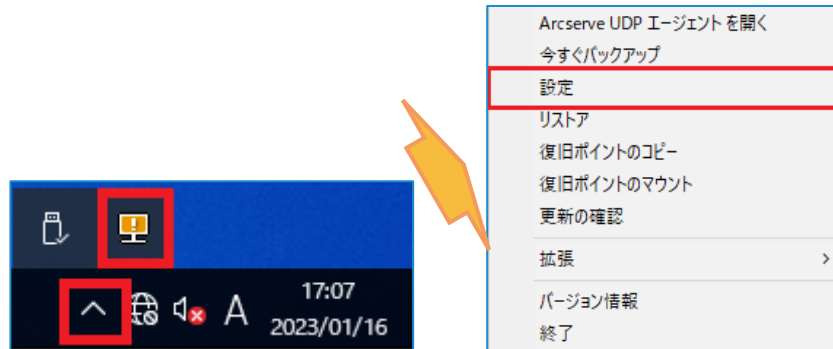 Arcserve UDP エージェント を開く
今すぐバックアップ
設定
リストア
復旧ポイントのコピー
復旧ポイントのマウント
更新の確認
拡張
バージョン情報
終了
A
17:07
2023/01/16